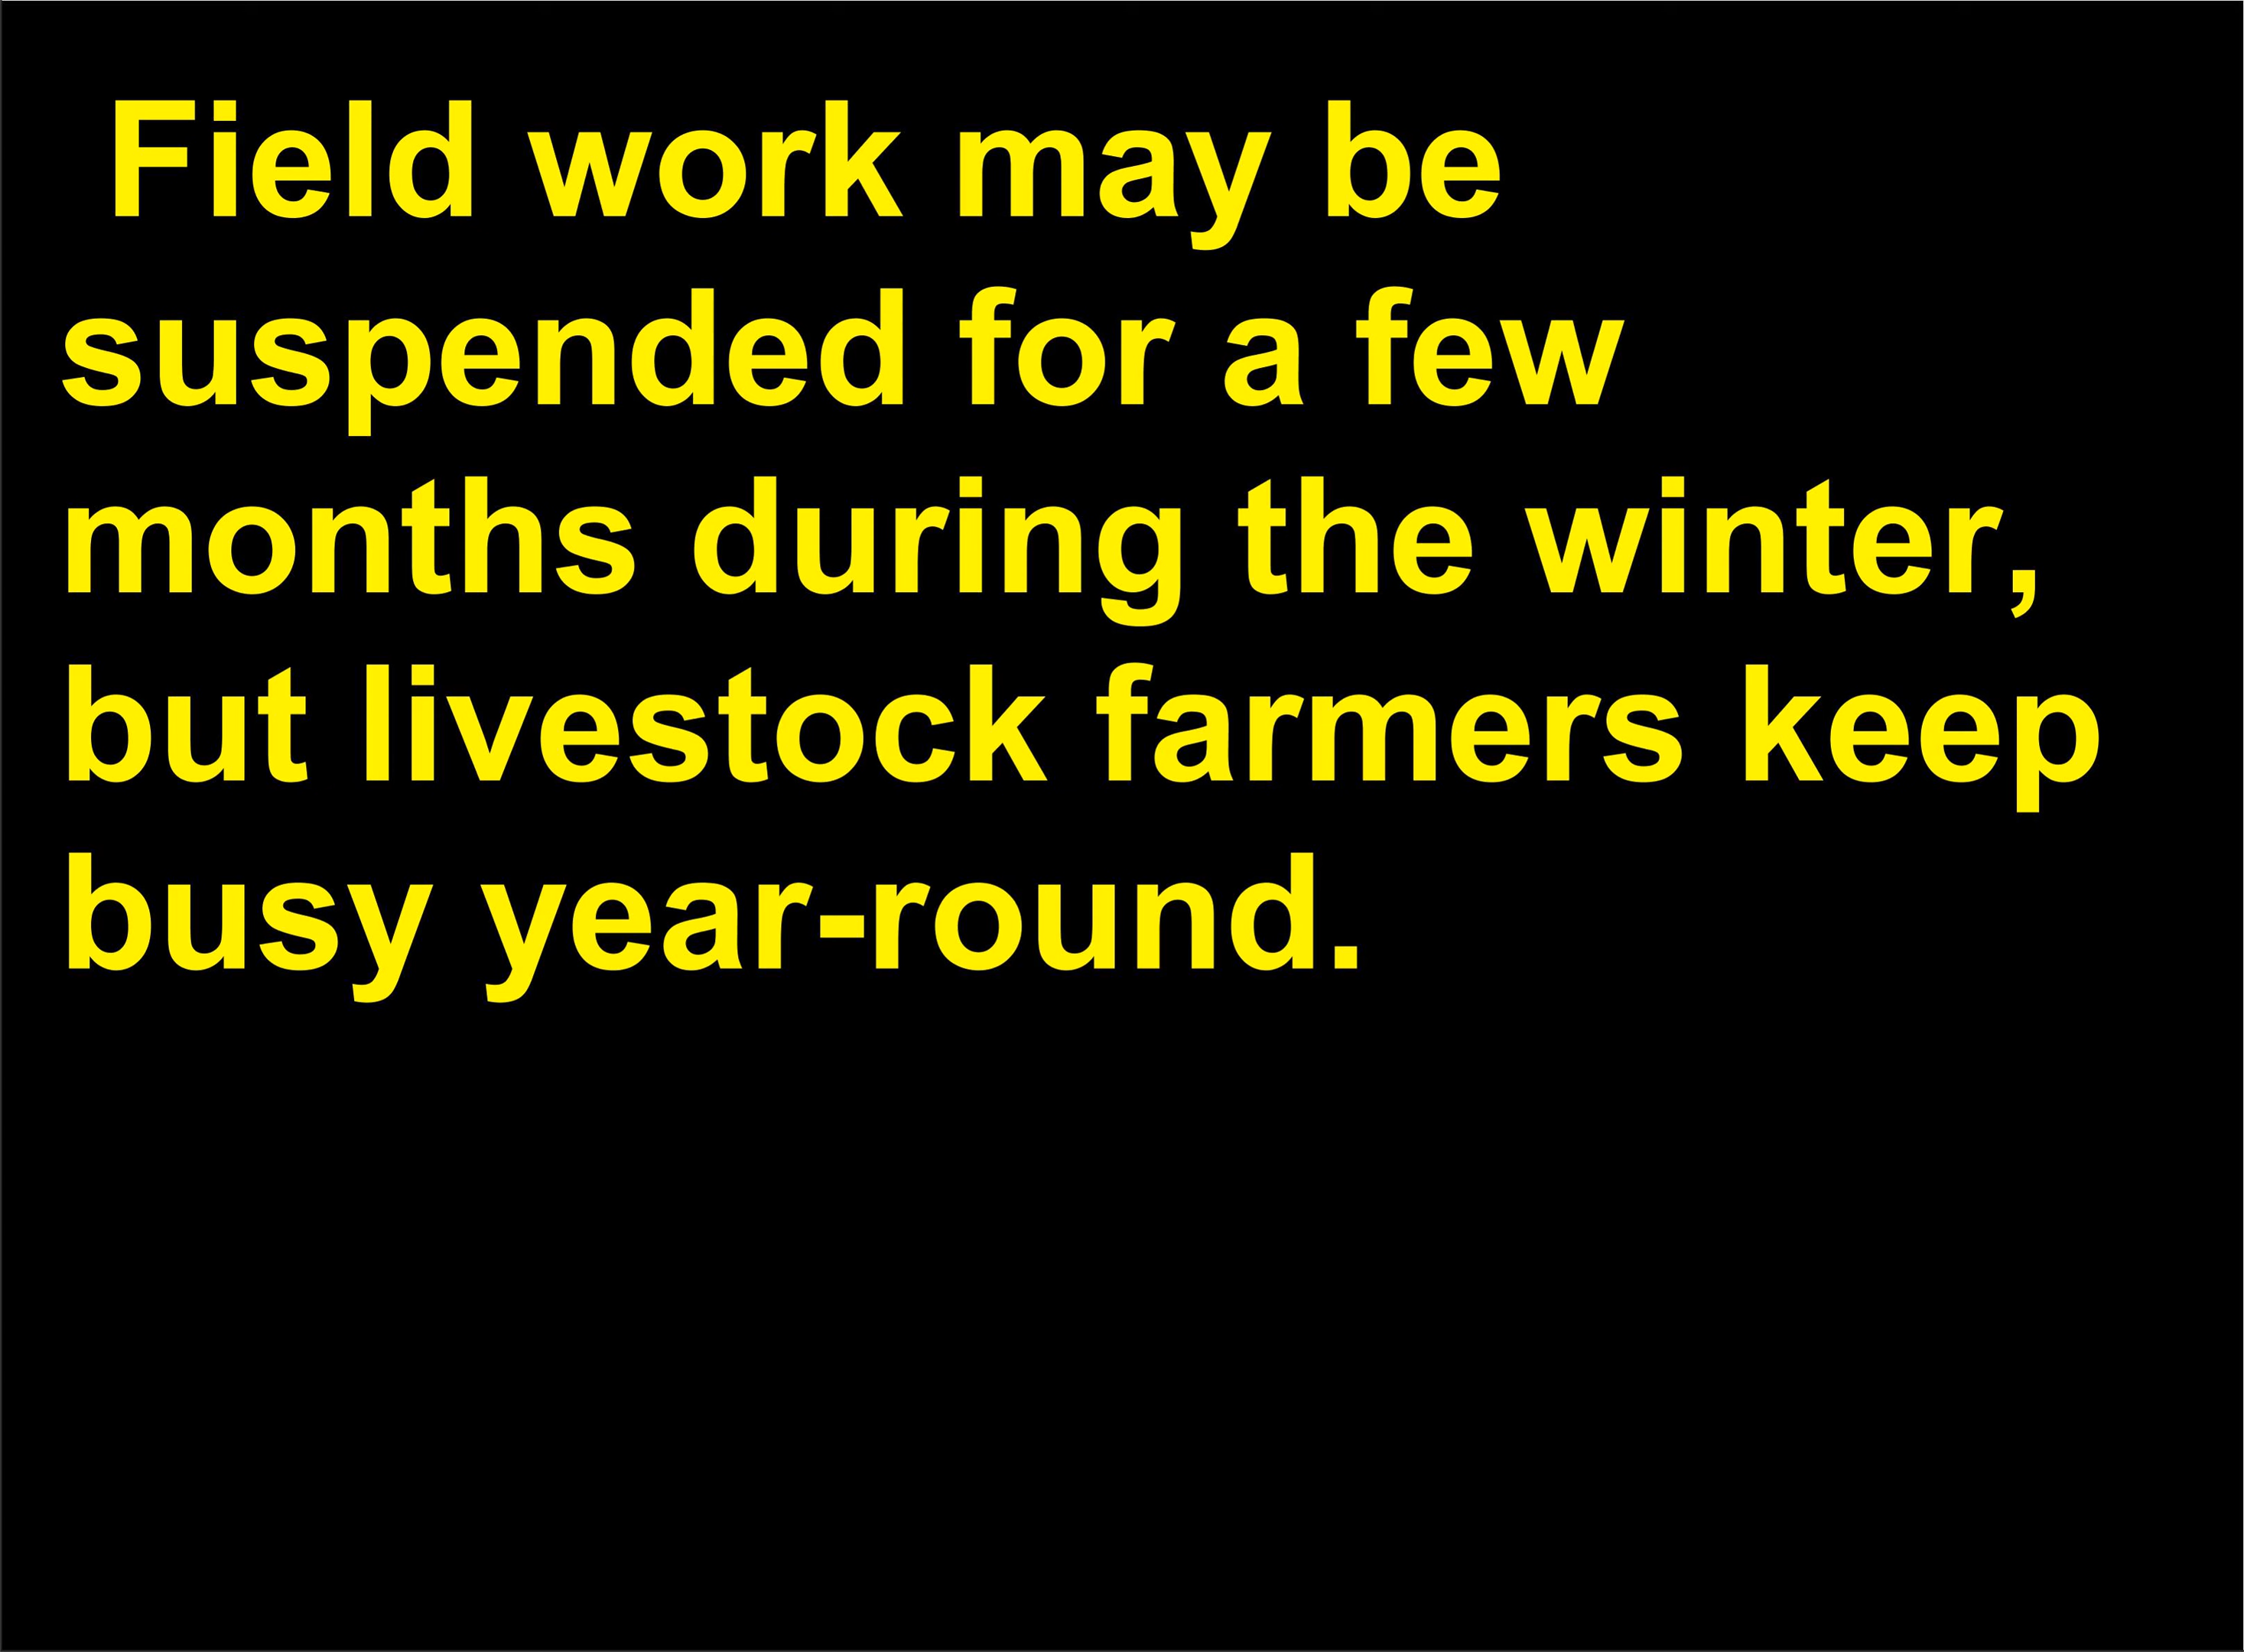 Field work may be
suspended for a few
months during the winter,
but livestock farmers keep
busy year-round.